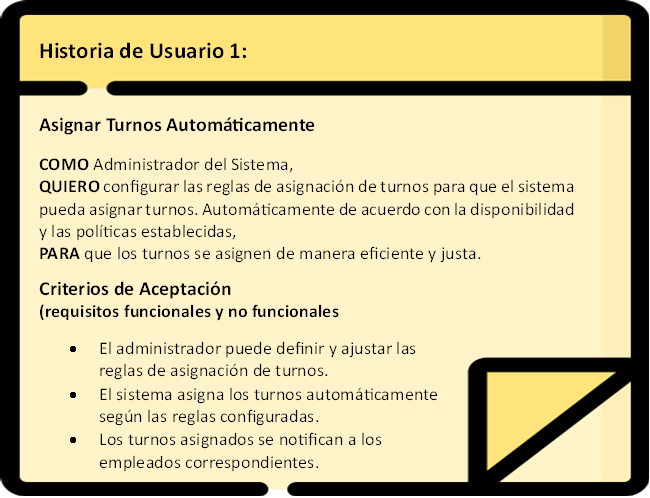 Historia de Usuario 1:
Asignar Turnos Automáticamente
COMO Administrador del Sistema,
QUIERO configurar las reglas de asignación de turnos para que el sistema
pueda asignar turnos. Automáticamente de acuerdo con la disponibilidad
y las políticas establecidas,
PARA que los turnos se asignen de manera eficiente y justa.
Criterios de Aceptación
(requisitos funcionales y no funcionales
• El administrador puede definir y ajustar las
reglas de asignación de turnos.
• El sistema asigna los turnos automáticamente
según las reglas configuradas.
• Los turnos asignados se notifican a los
empleados correspondientes.